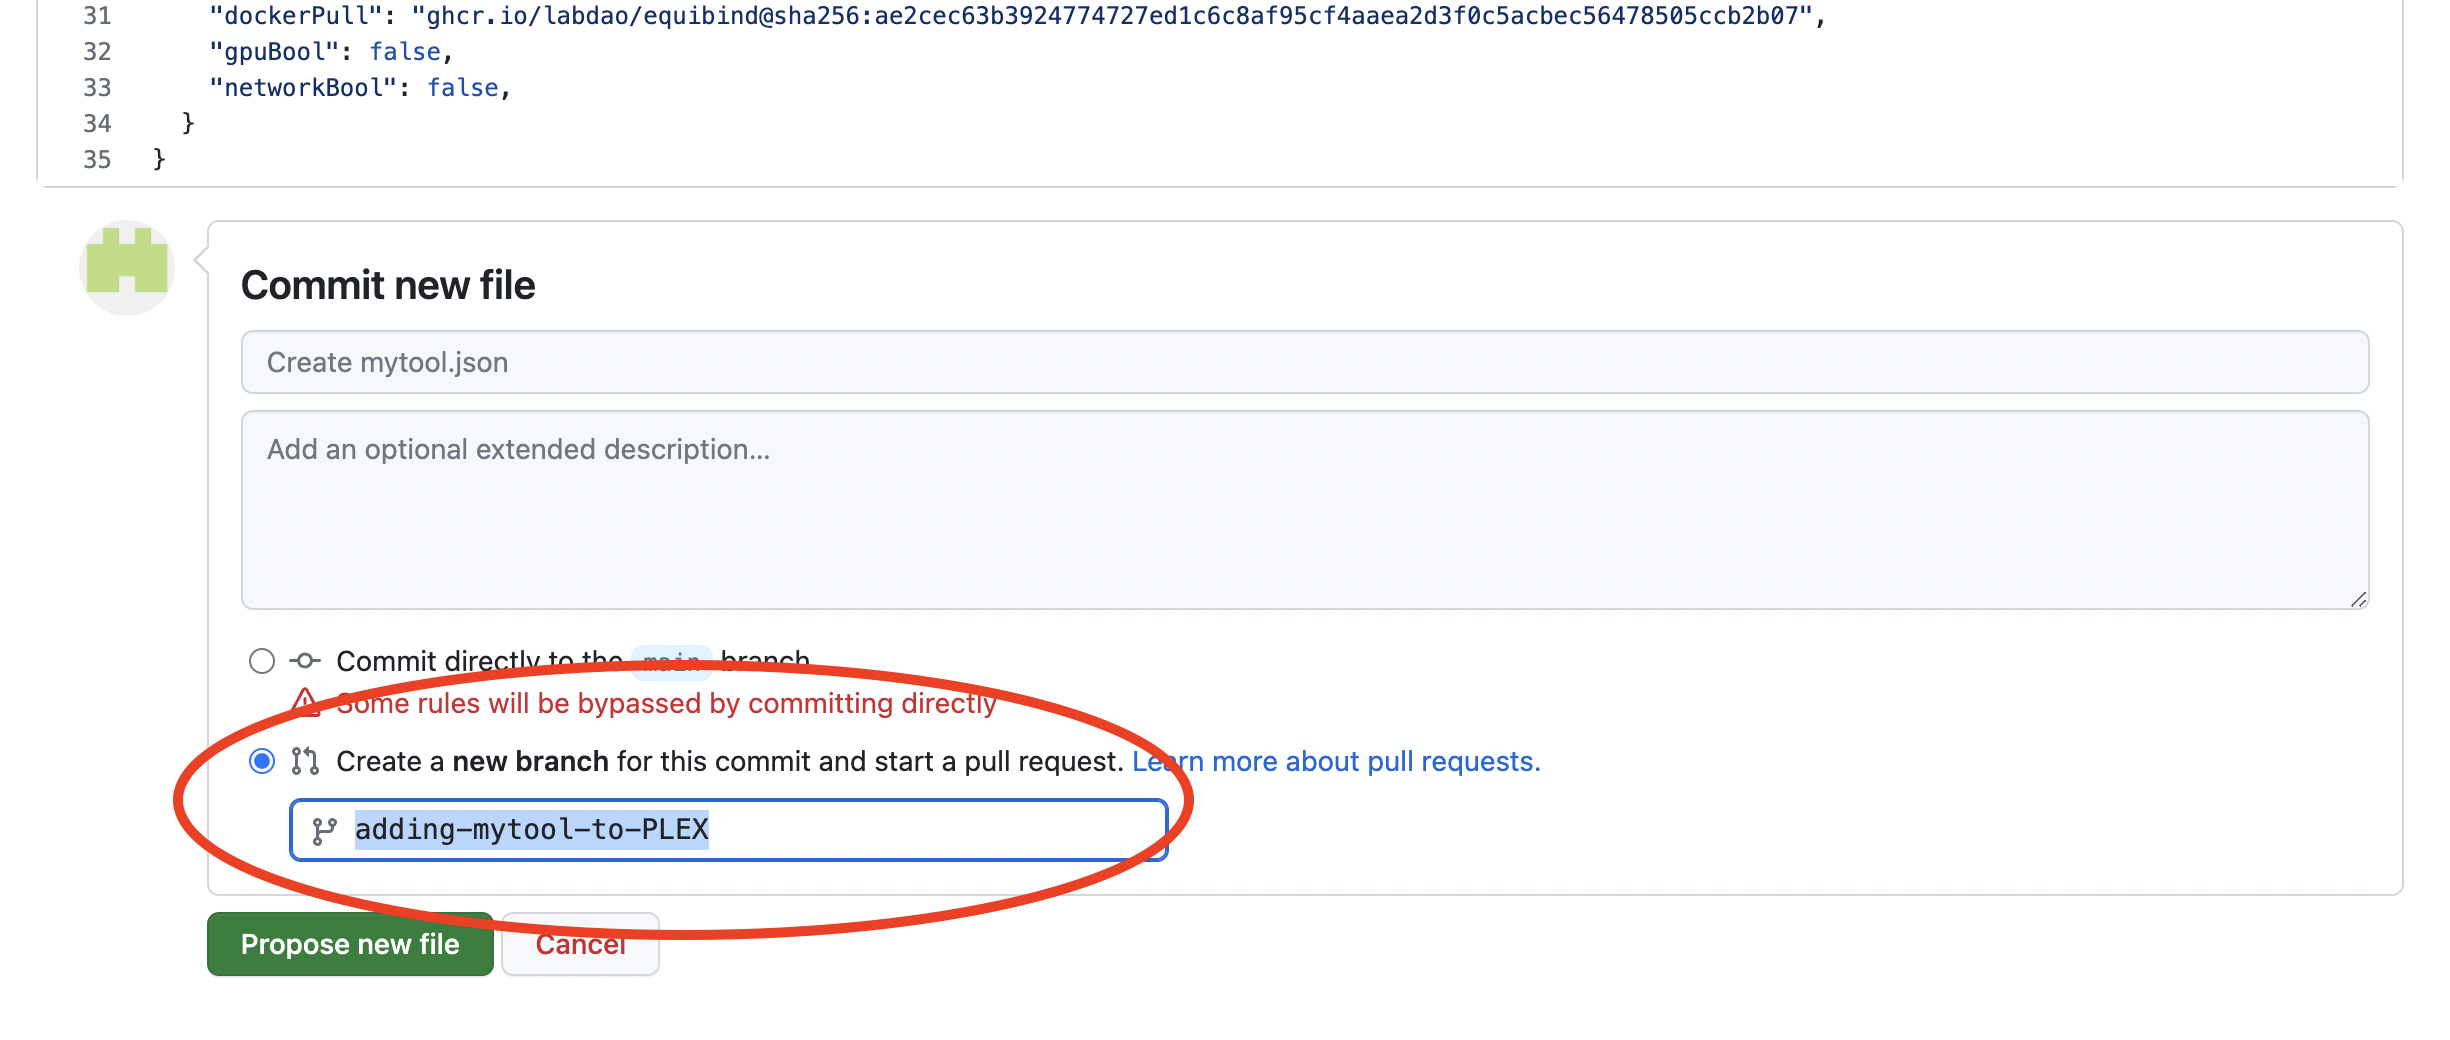 31 "dockerPull": "ghcr.io/labdao/equibind@sha256:ae2cec63b3924774727ed1c6c8af95cf4aaea2d3f0c5acbec56478505ccb2b07",
32 "gpuBool": false,
33 "networkBool": false,
34 }
35 }
Commit new file
Create mytool.json
Add an optional extended description...
Commit directly to the main branch
Some rules will be bypassed by committing directly
Create a new branch for this commit and start a pull request. Learn more about pull requests.
adding-mytool-to-PLEX
Propose new file
Cancel